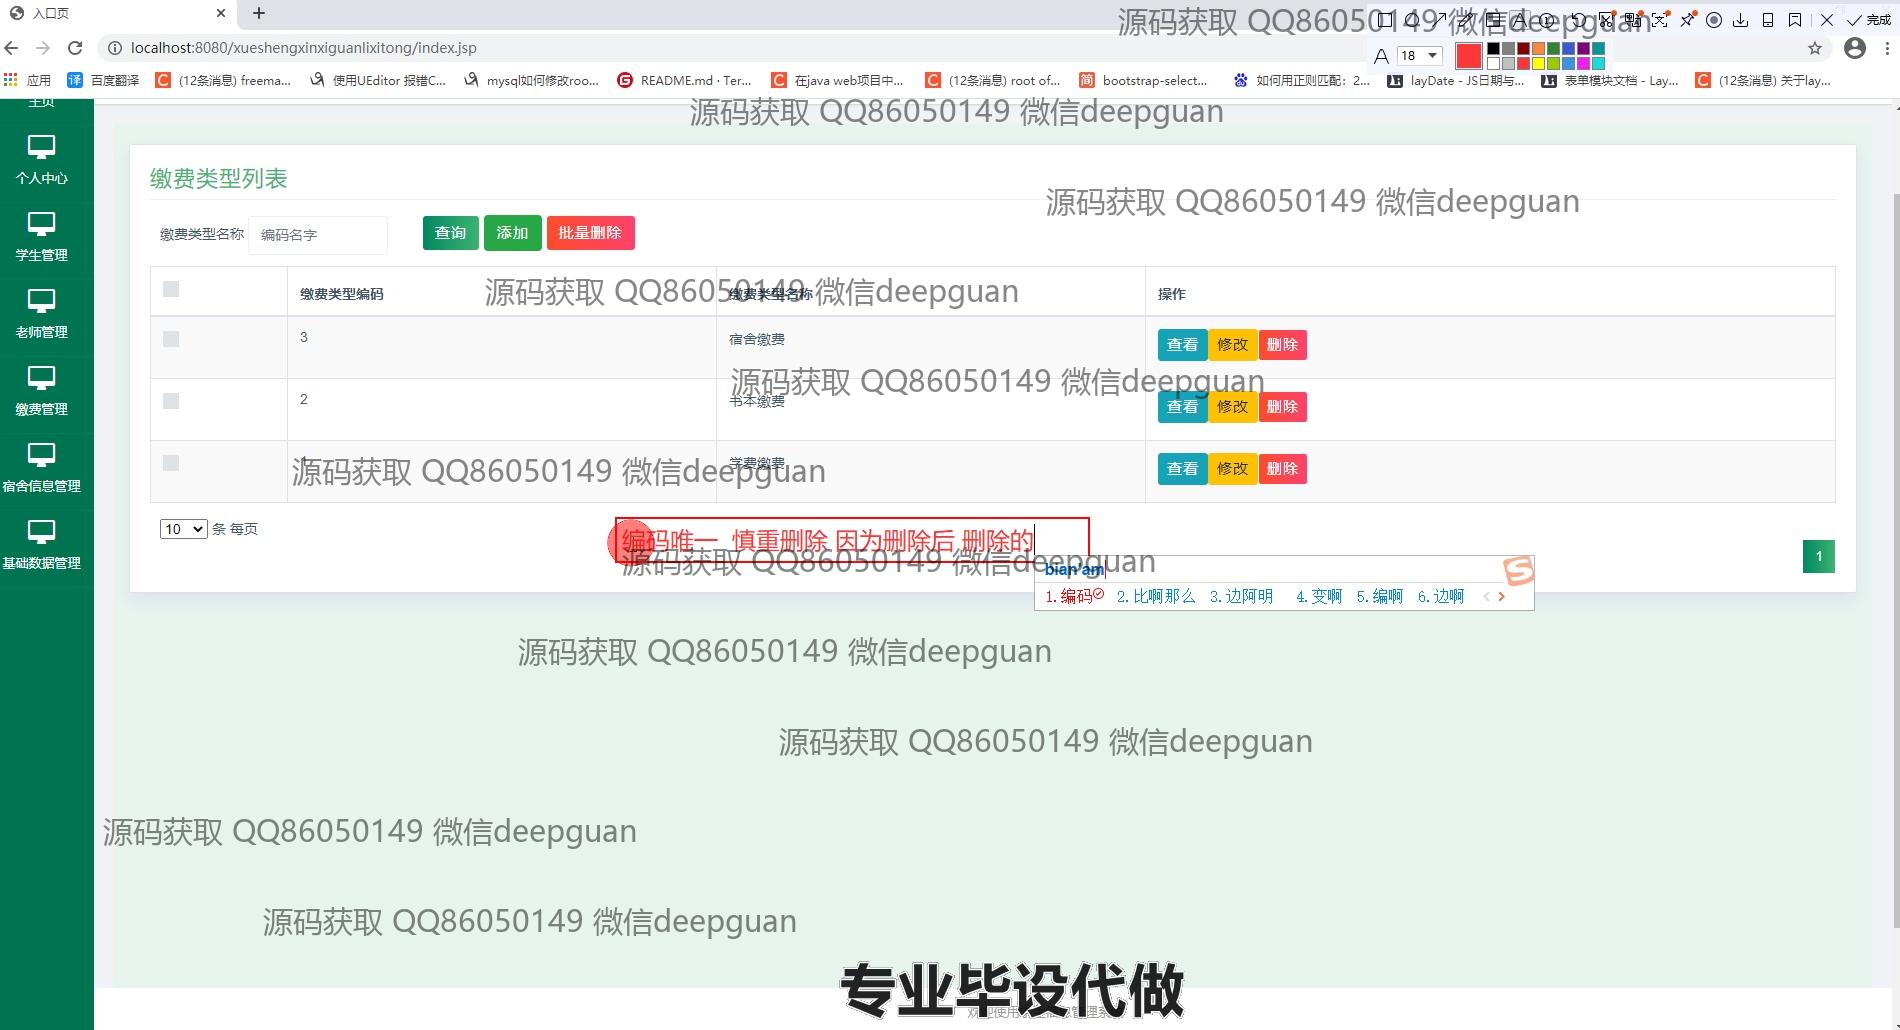 入口页
源码获取 QQ86050149 微信deepguan
完成
localhost:8080/xueshengxinxiguanlixitong/index.jsp
18
应用
百度翻译
(12条消息) freema...
使用UEditor 报错C...
mysql如何修改roo...
README.md · Ter...
在java web项目中...
(12条消息) root of...
bootstrap-select...
如何用正则匹配：2...
layDate - JS日期与...
表单模块文档 - Lay...
(12条消息) 关于lay...
主页
源码获取 QQ86050149 微信deepguan
个人中心
缴费类型列表
源码获取 QQ86050149 微信deepguan
学生管理
缴费类型名称 编码名字 查询 添加 批量删除
缴费类型编码 缴费类型名称 操作
源码获取 QQ86050149 微信deepguan
老师管理
3 宿舍缴费 查看 修改 删除
源码获取 QQ86050149 微信deepguan
缴费管理
2 书本缴费 查看 修改 删除
源码获取 QQ86050149 微信deepguan
学费缴费 查看 修改 删除
宿舍信息管理
10 条 每页
编码唯一 慎重删除 因为删除后 删除的
源码获取 QQ86050149 微信deepguan
1
基础数据管理
bian'am
1.编码 2.比啊那么 3.边阿明 4.变啊 5.编啊 6.边啊
源码获取 QQ86050149 微信deepguan
源码获取 QQ86050149 微信deepguan
源码获取 QQ86050149 微信deepguan
源码获取 QQ86050149 微信deepguan
专业毕设代做